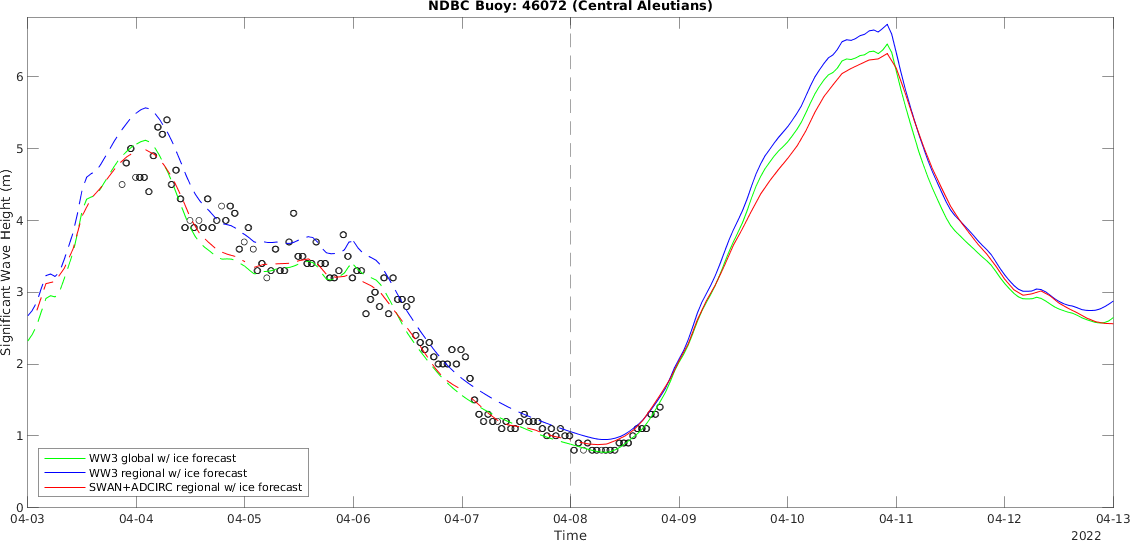 NDBC Buoy: 46072 (Central Aleutians)
Significant Wave Height (m)
6
5
4
3
2
1
0
WW3 global w/ ice forecast
WW3 regional w/ ice forecast
SWAN+ADCIRC regional w/ ice forecast
04-03 04-04 04-05 04-06 04-07 04-08 04-09 04-10 04-11 04-12 04-13
Time
2022